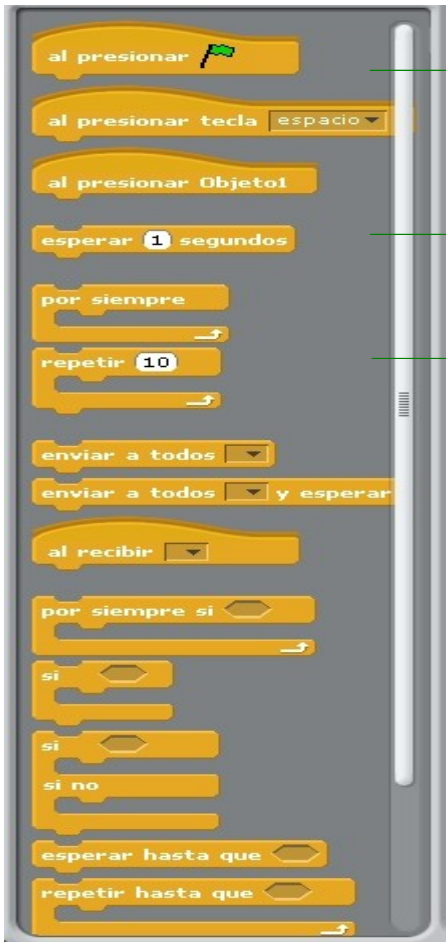 al presionar
al presionar tecla espacio
al presionar Objeto1
esperar 1 segundos
por siempre
repetir 10
enviar a todos
enviar a todos y esperar
al recibir
por siempre si
si
si
si no
esperar hasta que
repetir hasta que